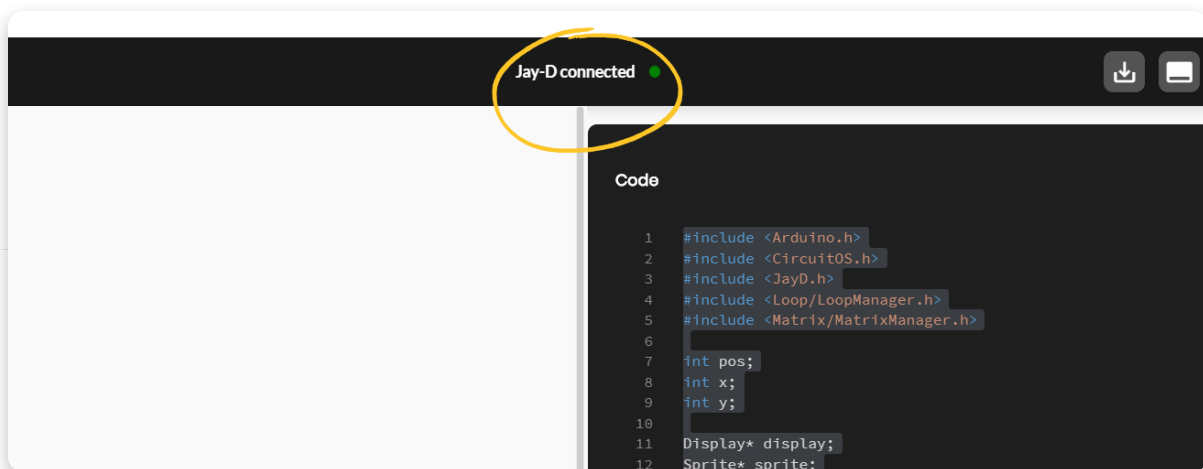 Jay-D connected
Code
1 #include <Arduino.h>
2 #include <CircuitOS.h>
3 #include <JayD.h>
4 #include <Loop/LoopManager.h>
5 #include <Matrix/MatrixManager.h>
6
7 int pos;
8 int x;
9 int y;
10
11 Display* display;
12 Sprite* sprite;